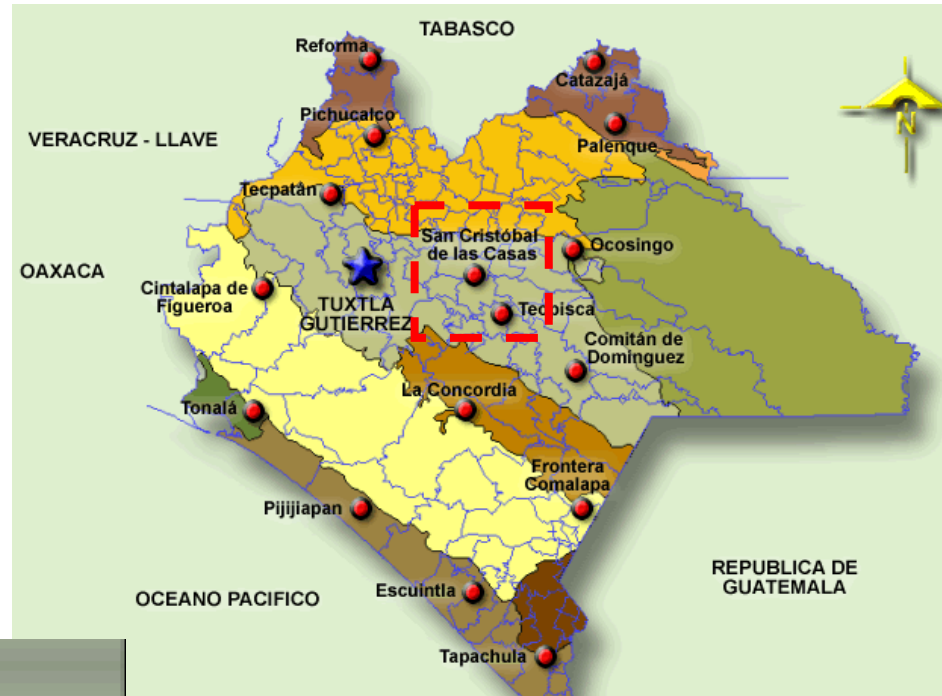 TABASCO
Reforma
Catazajá
Pichucalco
Palenque
VERACRUZ - LLAVE
N
Tecpatán
San Cristóbal
de las Casas
Ocosingo
OAXACA
Cintalapa de
Figueroa
TUXTLA
GUTIERREZ
Teopisca
Comitán de
Dominguez
La Concordia
Tonalá
Frontera
Comalapa
Pijijiapan
REPUBLICA DE
GUATEMALA
Escuintla
OCEANO PACIFICO
Tapachula